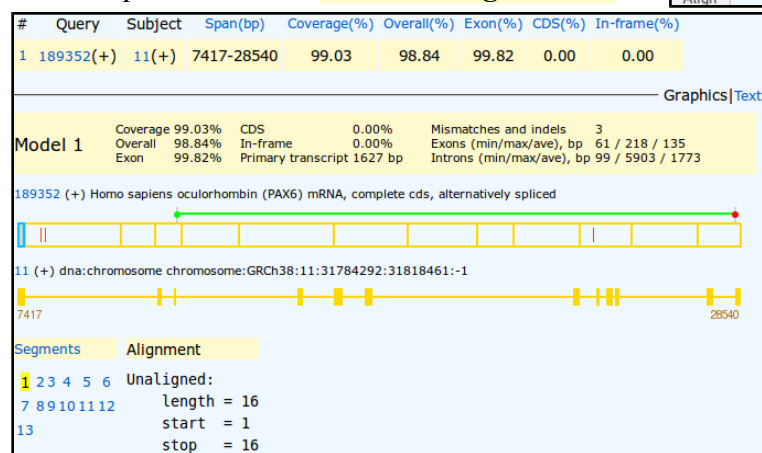 Align
# Query Subject Span(bp) Coverage(%) Overall(%) Exon(%) CDS(%) In-frame(%)
1 189352(+) 11(+) 7417-28540 99.03 98.84 99.82 0.00 0.00
Graphics|Text
Model 1
Coverage 99.03% CDS 0.00% Mismatches and indels 3
Overall 98.84% In-frame 0.00% Exons (min/max/ave), bp 61 / 218 / 135
Exon 99.82% Primary transcript 1627 bp Introns (min/max/ave), bp 99 / 5903 / 1773
189352 (+) Homo sapiens oculorhombin (PAX6) mRNA, complete cds, alternatively spliced
11 (+) dna:chromosome chromosome:GRCh38:11:31784292:31818461:-1
7417 28540
Segments Alignment
1 2 3 4 5 6 Unaligned:
7 8 9 10 11 12 length = 16
13 start = 1
stop = 16